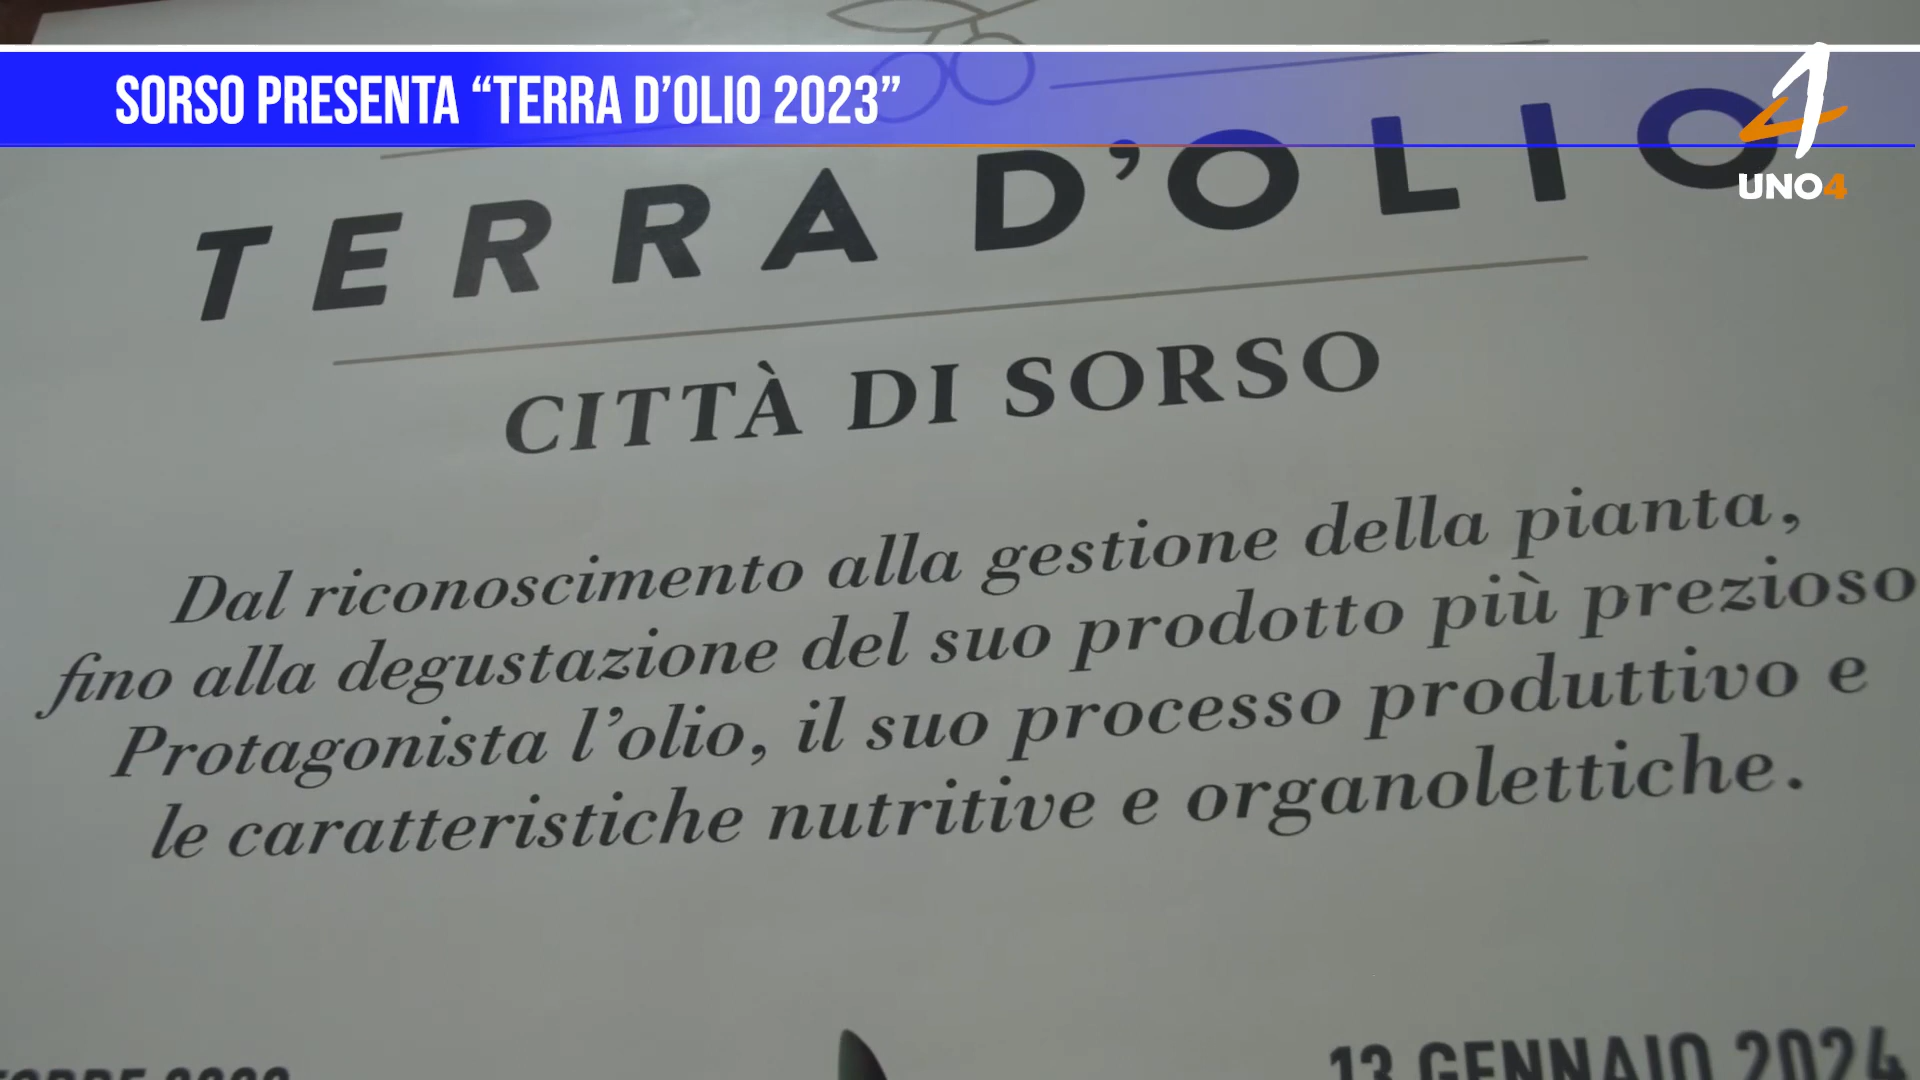 SORSO PRESENTA “TERRA D’OLIO 2023”
UNO4
TERRA D’OLIO
CITTÀ DI SORSO
Dal riconoscimento alla gestione della pianta,
fino alla degustazione del suo prodotto più prezioso
Protagonista l’olio, il suo processo produttivo e
le caratteristiche nutritive e organolettiche.
13 GENNAIO 2024